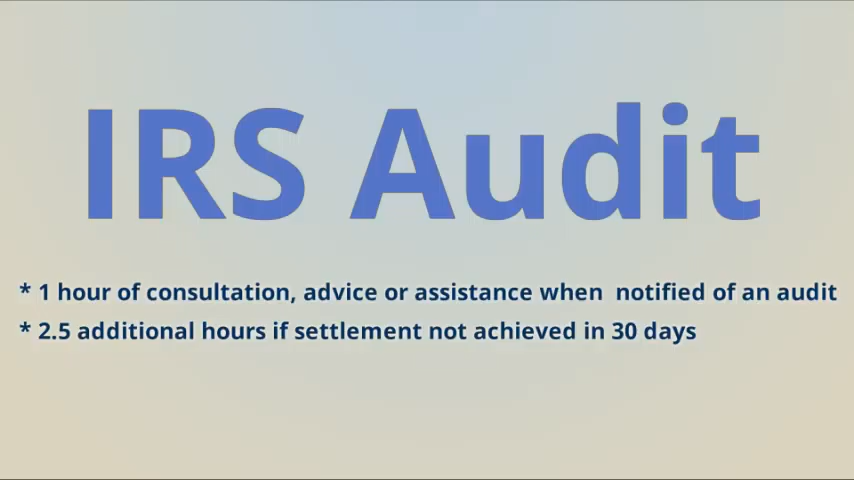 IRS Audit
* 1 hour of consultation, advice or assistance when  notified of an audit
* 2.5 additional hours if settlement not achieved in 30 days